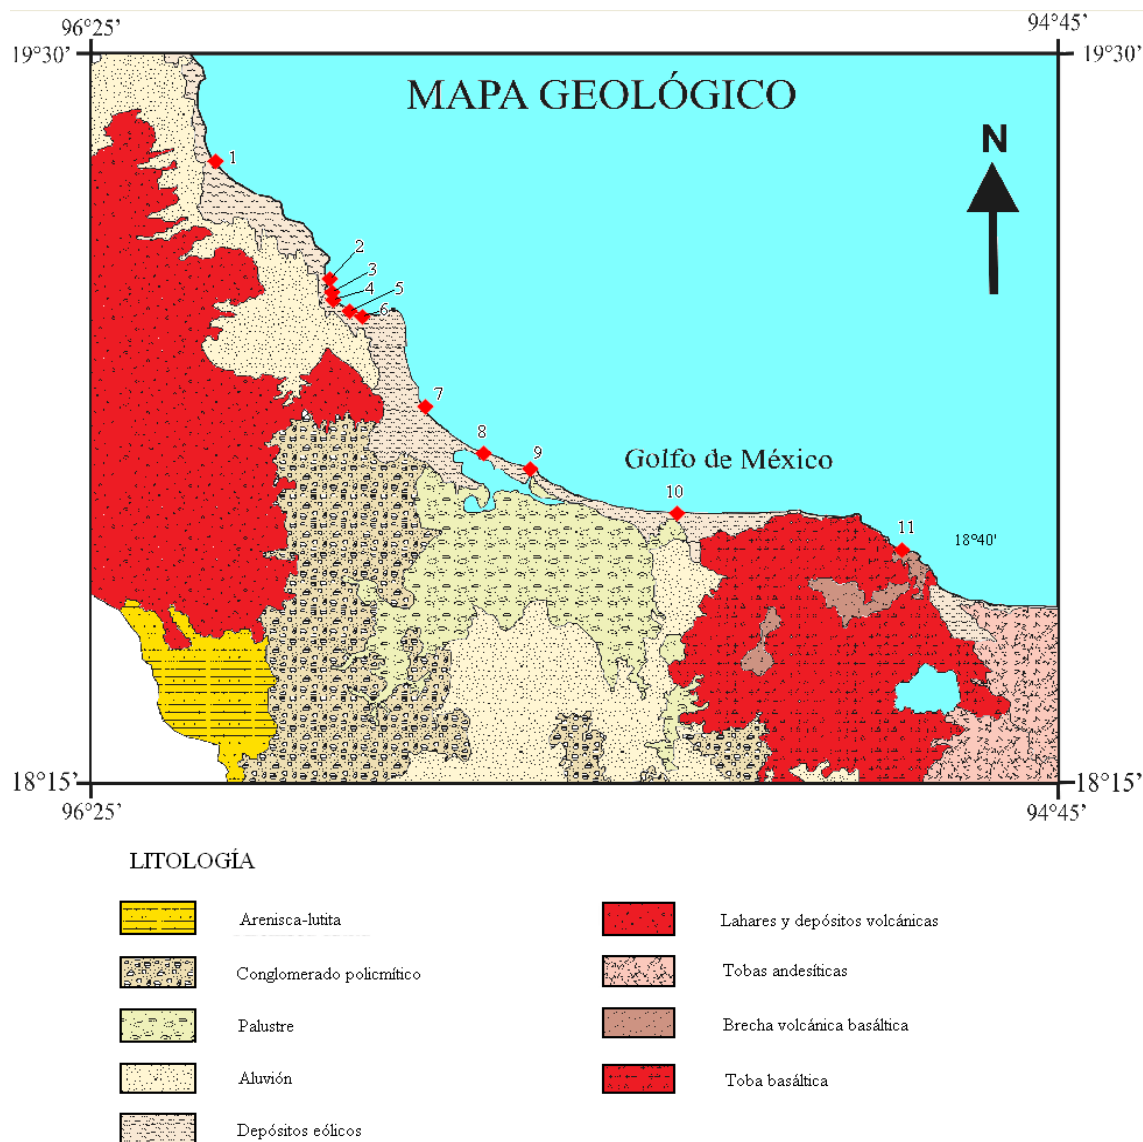 96°25’
94°45’
19°30’
19°30’
MAPA GEOLÓGICO
N
1
2
3
4
5
6
7
8
9
Golfo de México
10
11
18°40'
18°15’
18°15’
96°25’
94°45’
LITOLOGÍA
Arenisca-lutita
Lahares y depósitos volcánicas
Conglomerado policmítico
Tobas andesíticas
Palustre
Brecha volcánica basáltica
Aluvión
Toba basáltica
Depósitos eólicos